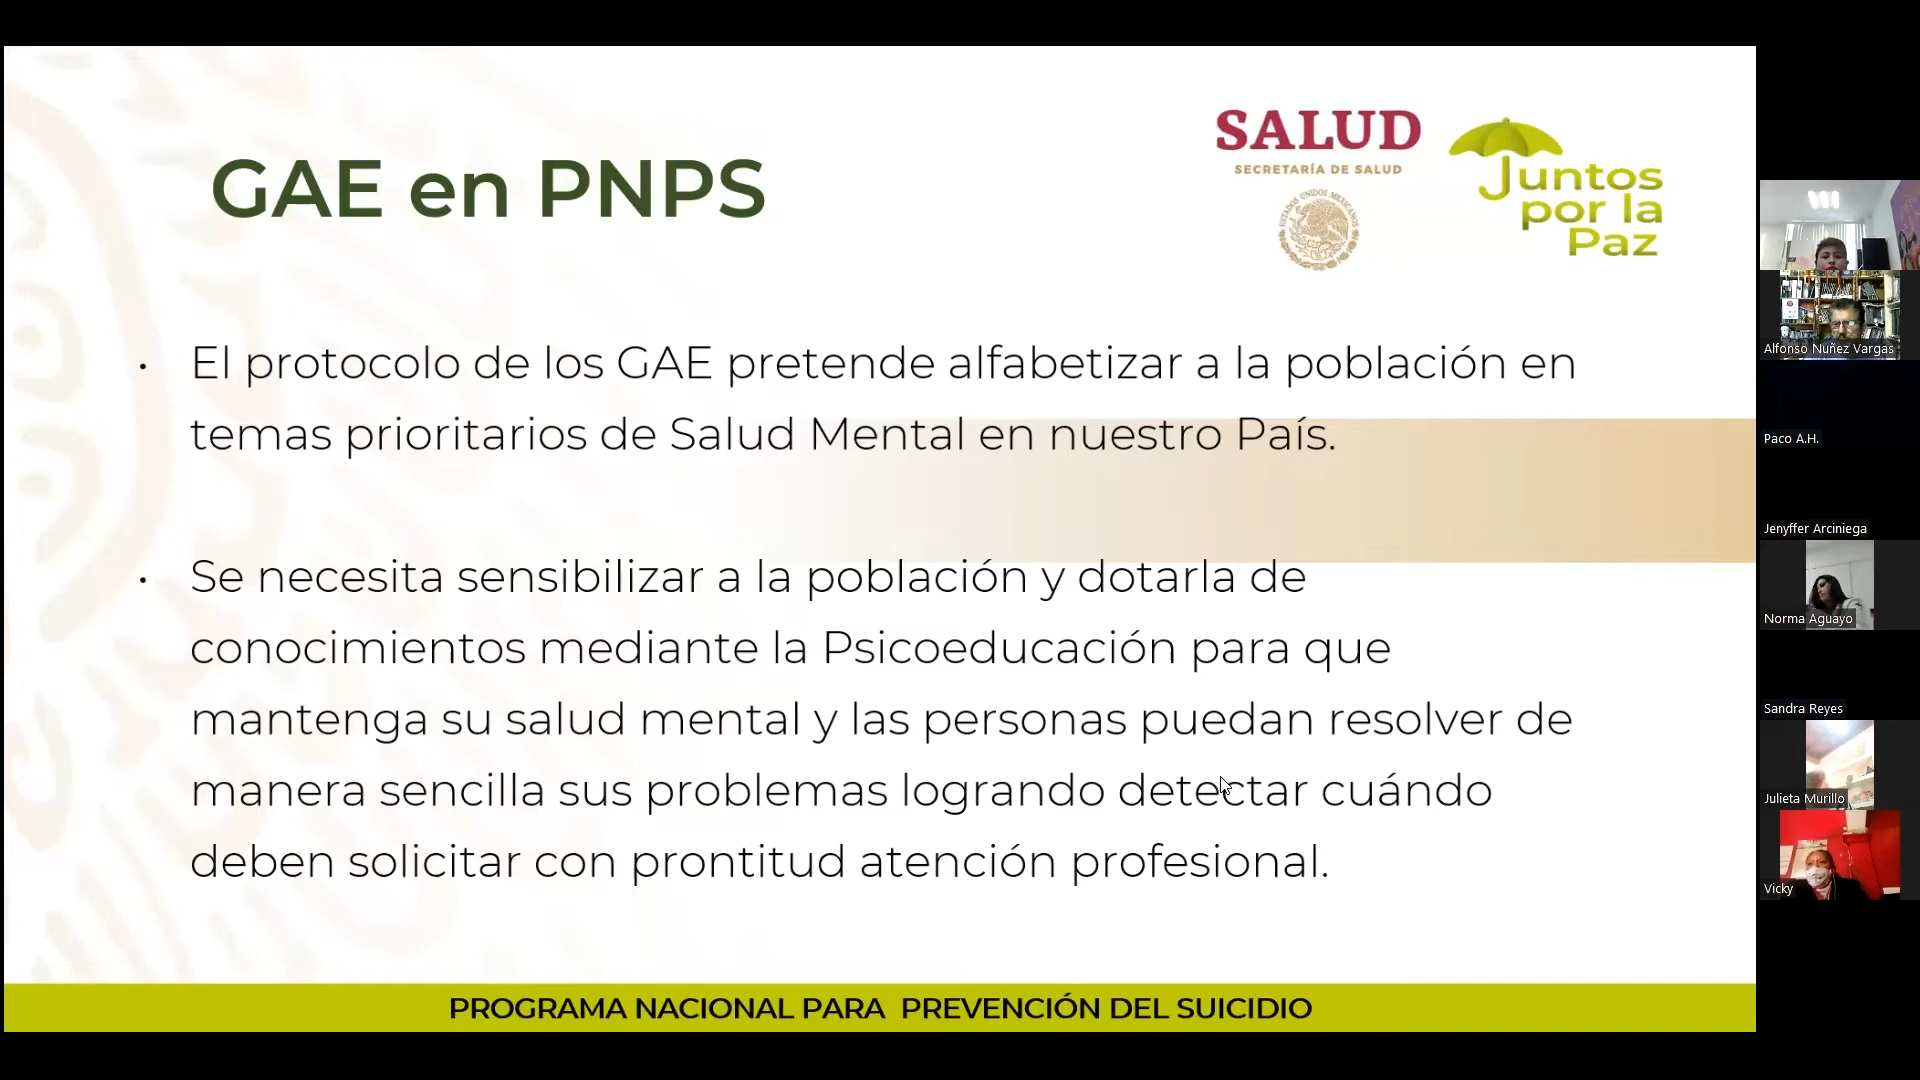 GAE en PNPS
SALUD
SECRETARÍA DE SALUD
ESTADOS UNIDOS MEXICANOS
Juntos
por la
Paz
El protocolo de los GAE pretende alfabetizar a la población en
temas prioritarios de Salud Mental en nuestro País.
Se necesita sensibilizar a la población y dotarla de
conocimientos mediante la Psicoeducación para que
mantenga su salud mental y las personas puedan resolver de
manera sencilla sus problemas logrando detectar cuándo
deben solicitar con prontitud atención profesional.
PROGRAMA NACIONAL PARA  PREVENCIÓN DEL SUICIDIO
Alfonso Nuñez Vargas
Paco A.H.
Jenyffer Arciniega
Norma Aguayo
Sandra Reyes
Julieta Murillo
Vicky